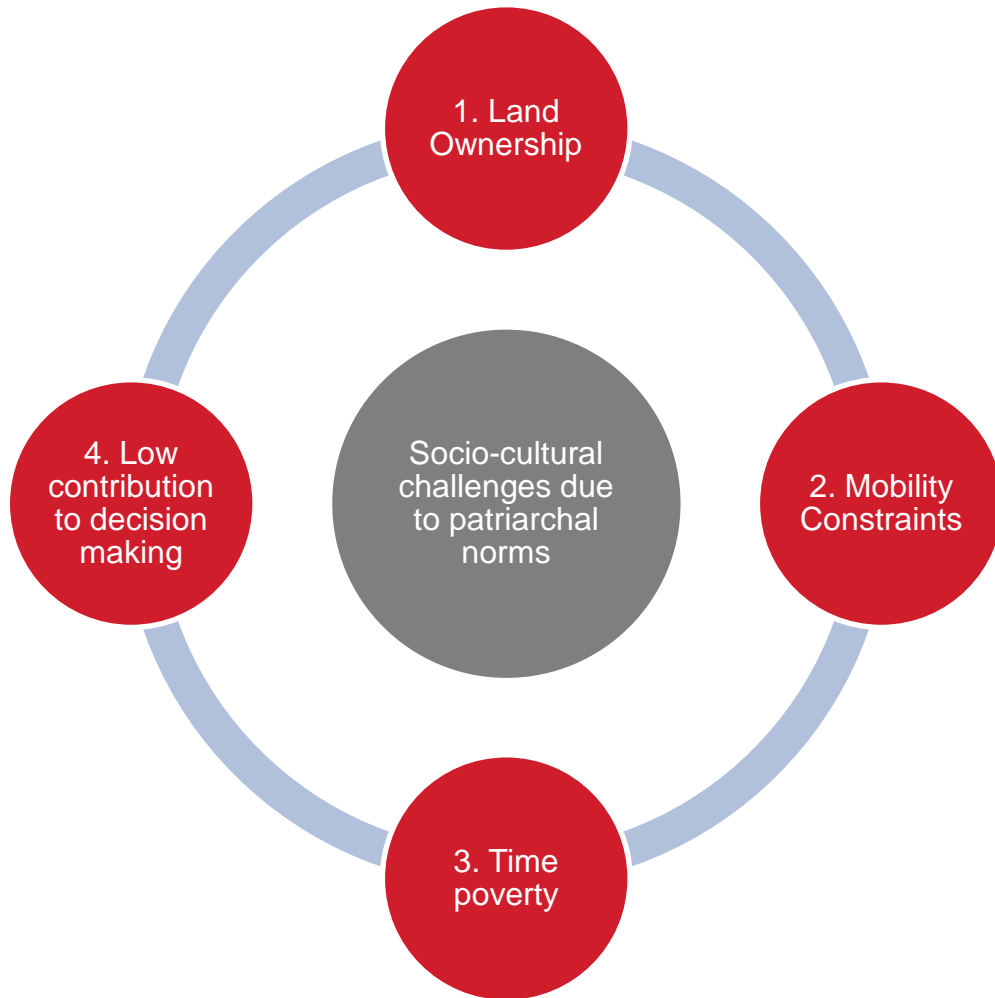 1. Land
Ownership
2. Mobility
Constraints
3. Time
poverty
4. Low
contribution
to decision
making
Socio-cultural
challenges due
to patriarchal
norms